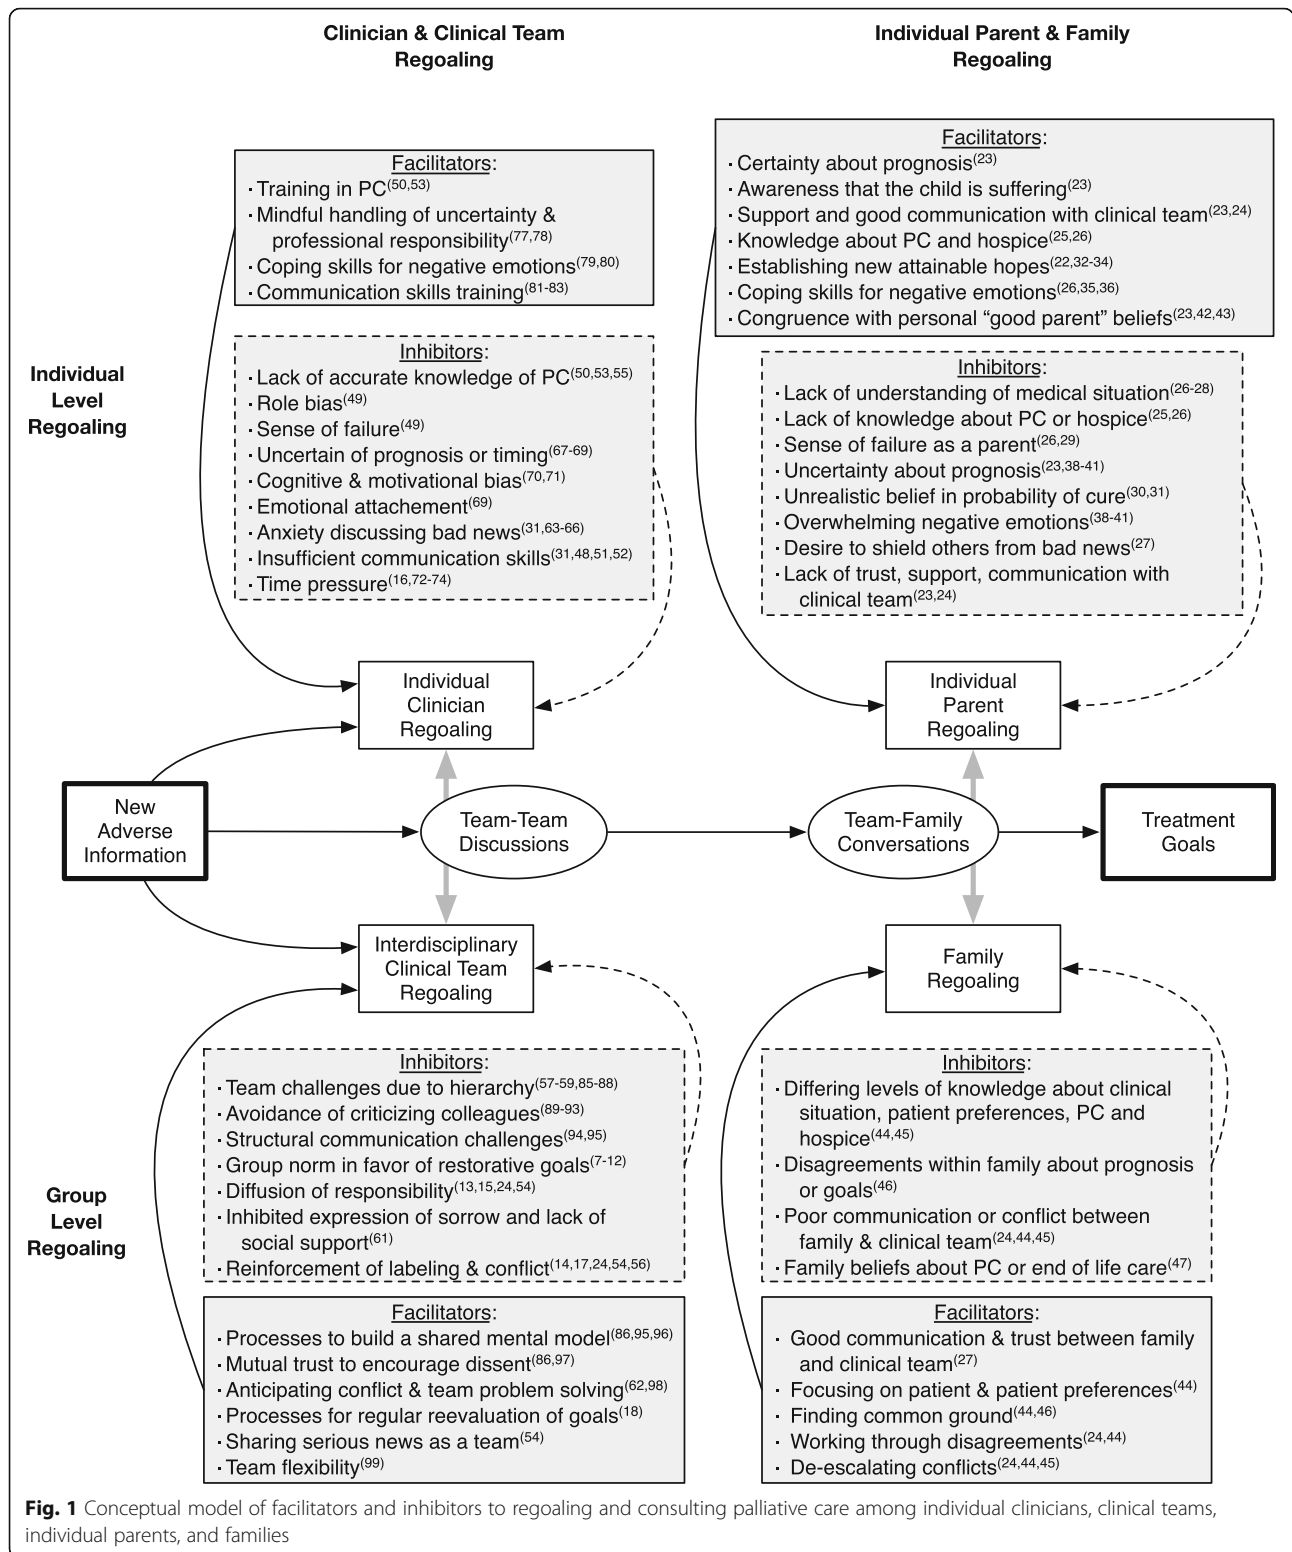 Clinician & Clinical Team
Regoaling
Individual Parent & Family
Regoaling
Individual
Level
Regoaling
Facilitators:
· Training in PC(50,53)
· Mindful handling of uncertainty &
professional responsibility(77,78)
· Coping skills for negative emotions(79,80)
· Communication skills training(81-83)
Inhibitors:
· Lack of accurate knowledge of PC(50,53,55)
· Role bias(49)
· Sense of failure(49)
· Uncertain of prognosis or timing(67-69)
· Cognitive & motivational bias(70,71)
· Emotional attachement(69)
· Anxiety discussing bad news(31,63-66)
· Insufficient communication skills(31,48,51,52)
· Time pressure(16,72-74)
Facilitators:
· Certainty about prognosis(23)
· Awareness that the child is suffering(23)
· Support and good communication with clinical team(23,24)
· Knowledge about PC and hospice(25,26)
· Establishing new attainable hopes(22,32-34)
· Coping skills for negative emotions(26,35,36)
· Congruence with personal “good parent” beliefs(23,42,43)
Inhibitors:
· Lack of understanding of medical situation(26-28)
· Lack of knowledge about PC or hospice(25,26)
· Sense of failure as a parent(26,29)
· Uncertainty about prognosis(23,38-41)
· Unrealistic belief in probability of cure(30,31)
· Overwhelming negative emotions(38-41)
· Desire to shield others from bad news(27)
· Lack of trust, support, communication with
clinical team(23,24)
Individual
Clinician
Regoaling
Individual
Parent
Regoaling
New
Adverse
Information
Team-Team
Discussions
Team-Family
Conversations
Treatment
Goals
Interdisciplinary
Clinical Team
Regoaling
Family
Regoaling
Group
Level
Regoaling
Inhibitors:
· Team challenges due to hierarchy(57-59,85-88)
· Avoidance of criticizing colleagues(89-93)
· Structural communication challenges(94,95)
· Group norm in favor of restorative goals(7-12)
· Diffusion of responsibility(13,15,24,54)
· Inhibited expression of sorrow and lack of
social support(61)
· Reinforcement of labeling & conflict(14,17,24,54,56)
Facilitators:
· Processes to build a shared mental model(86,95,96)
· Mutual trust to encourage dissent(86,97)
· Anticipating conflict & team problem solving(62,98)
· Processes for regular reevaluation of goals(18)
· Sharing serious news as a team(54)
· Team flexibility(99)
Inhibitors:
· Differing levels of knowledge about clinical
situation, patient preferences, PC and
hospice(44,45)
· Disagreements within family about prognosis
or goals(46)
· Poor communication or conflict between
family & clinical team(24,44,45)
· Family beliefs about PC or end of life care(47)
Facilitators:
· Good communication & trust between family
and clinical team(27)
· Focusing on patient & patient preferences(44)
· Finding common ground(44,46)
· Working through disagreements(24,44)
· De-escalating conflicts(24,44,45)
Fig. 1 Conceptual model of facilitators and inhibitors to regoaling and consulting palliative care among individual clinicians, clinical teams,
individual parents, and families